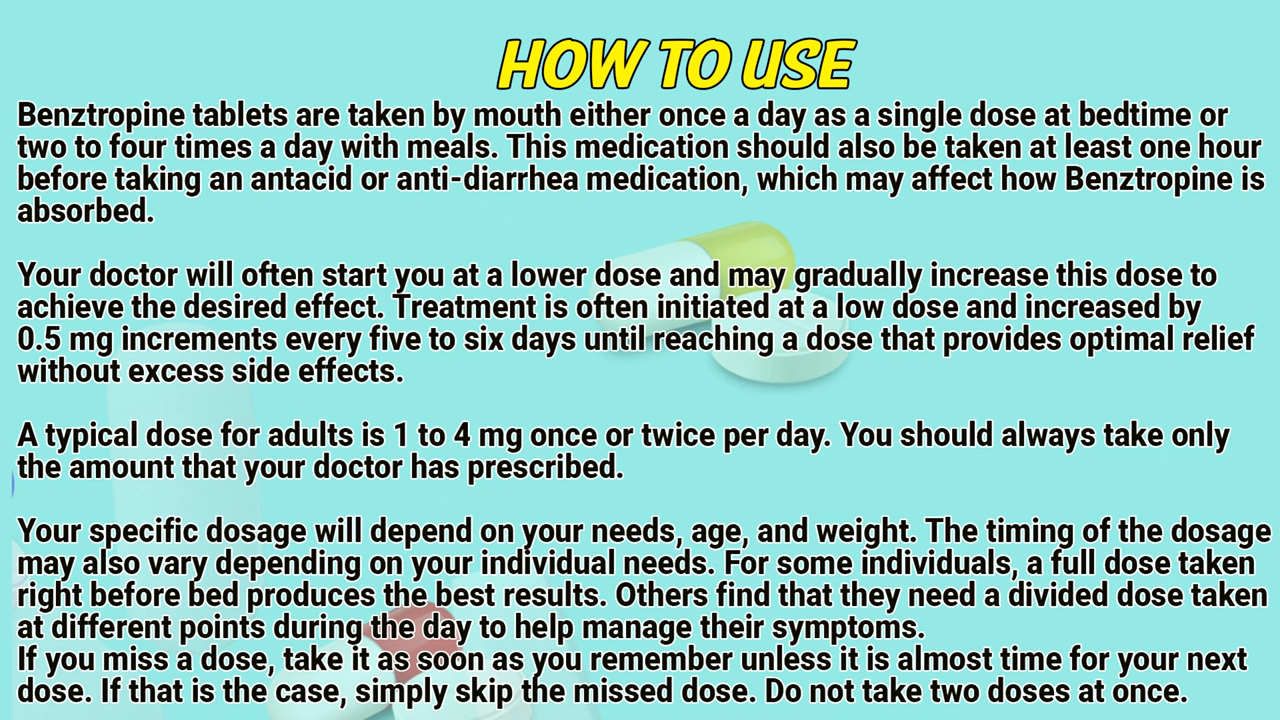 HOW TO USE
Benztropine tablets are taken by mouth either once a day as a single dose at bedtime or
two to four times a day with meals. This medication should also be taken at least one hour
before taking an antacid or anti-diarrhea medication, which may affect how Benztropine is
absorbed.
Your doctor will often start you at a lower dose and may gradually increase this dose to
achieve the desired effect. Treatment is often initiated at a low dose and increased by
0.5 mg increments every five to six days until reaching a dose that provides optimal relief
without excess side effects.
A typical dose for adults is 1 to 4 mg once or twice per day. You should always take only
the amount that your doctor has prescribed.
Your specific dosage will depend on your needs, age, and weight. The timing of the dosage
may also vary depending on your individual needs. For some individuals, a full dose taken
right before bed produces the best results. Others find that they need a divided dose taken
at different points during the day to help manage their symptoms.
If you miss a dose, take it as soon as you remember unless it is almost time for your next
dose. If that is the case, simply skip the missed dose. Do not take two doses at once.